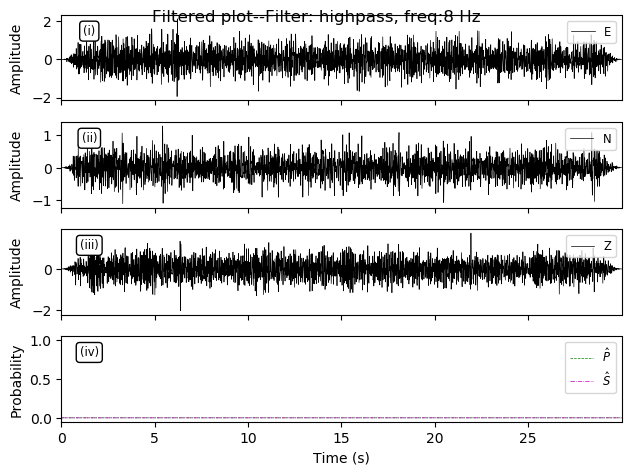 Filtered plot--Filter: highpass, freq:8 Hz
Amplitude
2
0
−2
(i)
E
Amplitude
1
0
−1
(ii)
N
Amplitude
0
−2
(iii)
Z
Probability
1.0
0.5
0.0
(iv)
P̂
Ŝ
0 5 10 15 20 25
Time (s)